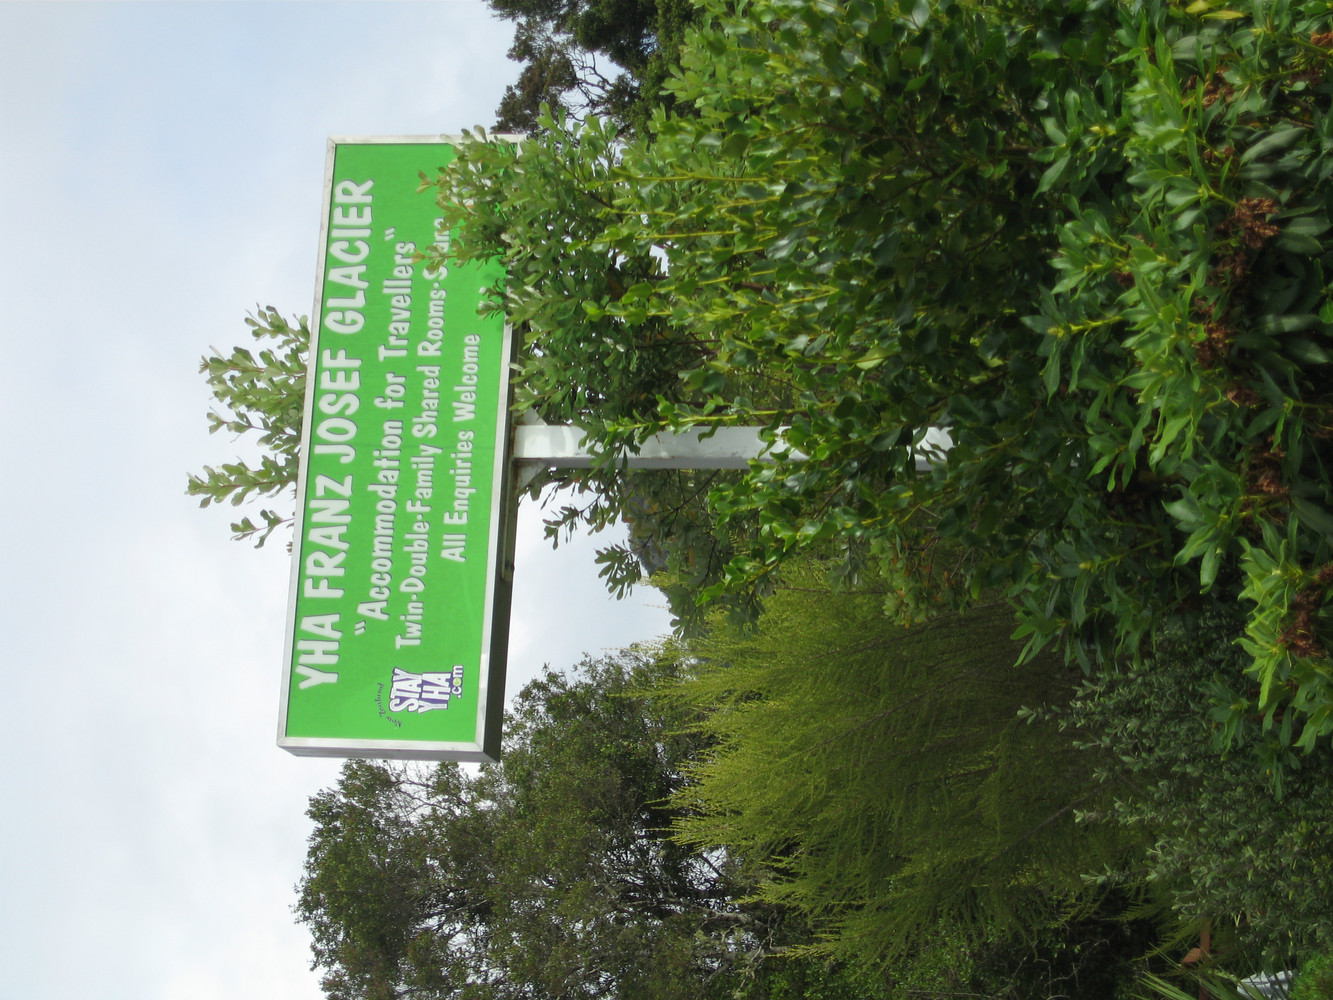 YHA FRANZ JOSEF GLACIER
"Accommodation for Travellers"
Twin-Double-Family Shared Rooms-
All Enquiries Welcome
STAY
YHA
.com